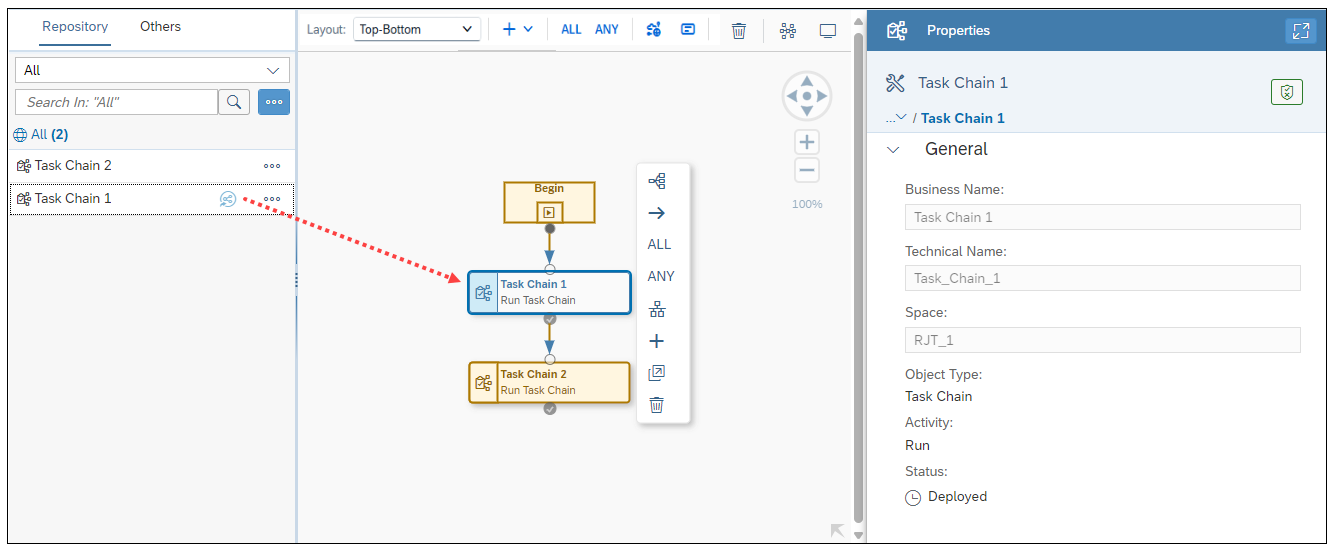 Repository
Others
All
Search In: "All"
All (2)
Task Chain 2
Task Chain 1
Layout:
Top-Bottom
ALL
ANY
100%
Begin
Task Chain 1
Run Task Chain
Task Chain 2
Run Task Chain
ALL
ANY
Properties
Task Chain 1
... / Task Chain 1
General
Business Name:
Task Chain 1
Technical Name:
Task_Chain_1
Space:
RJT_1
Object Type:
Task Chain
Activity:
Run
Status:
Deployed